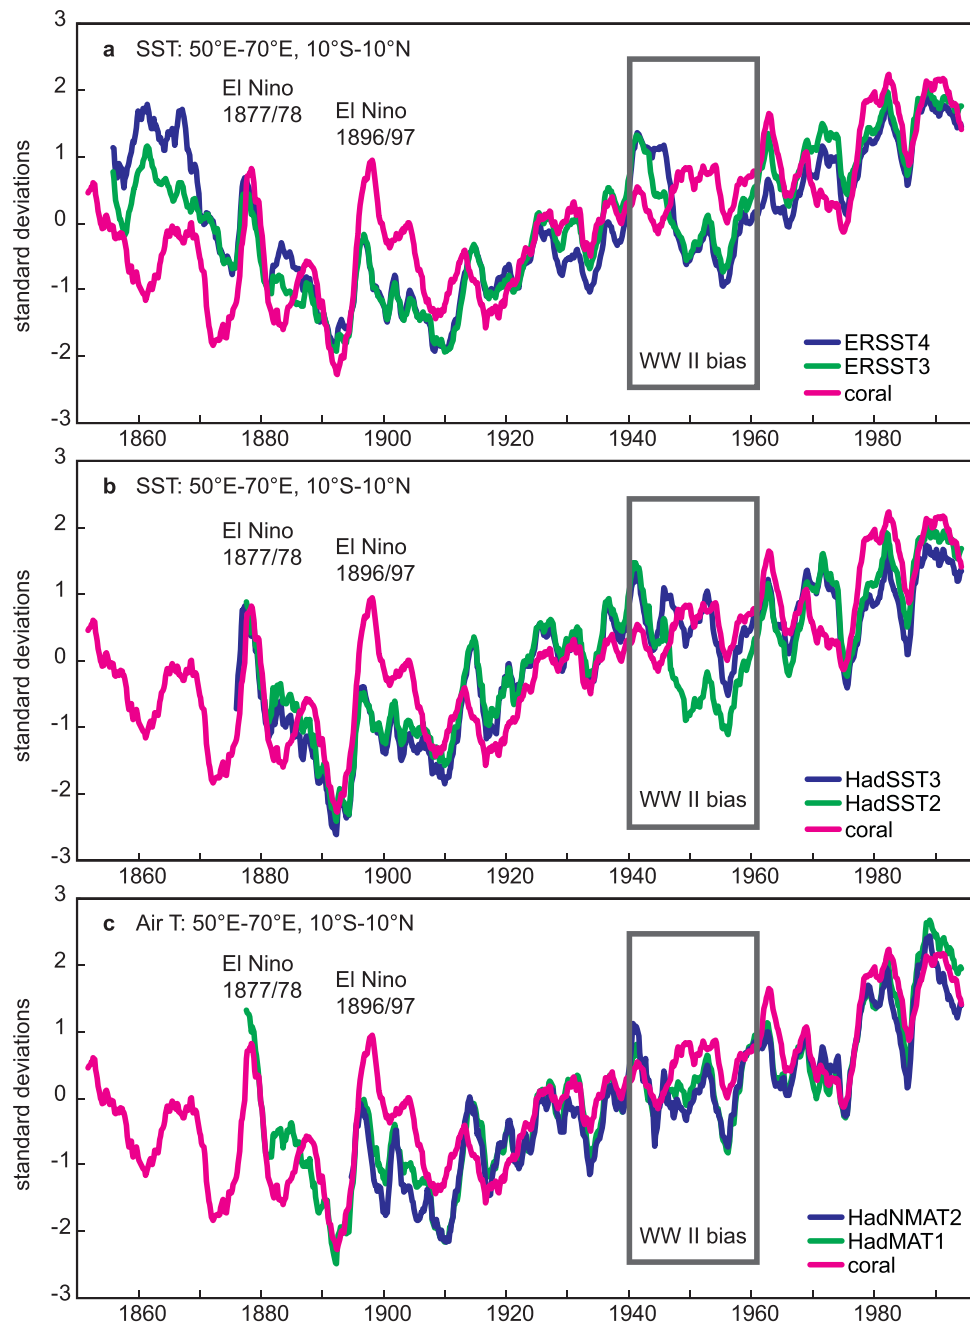 3
a SST: 50°E-70°E, 10°S-10°N
El Nino
1877/78
El Nino
1896/97
2
1
0
-1
-2
-3
standard deviations
WW II bias
ERSST4
ERSST3
coral
1860 1880 1900 1920 1940 1960 1980
3
b SST: 50°E-70°E, 10°S-10°N
El Nino
1877/78
El Nino
1896/97
2
1
0
-1
-2
-3
standard deviations
WW II bias
HadSST3
HadSST2
coral
1860 1880 1900 1920 1940 1960 1980
3
c Air T: 50°E-70°E, 10°S-10°N
El Nino
1877/78
El Nino
1896/97
2
1
0
-1
-2
-3
standard deviations
WW II bias
HadNMAT2
HadMAT1
coral
1860 1880 1900 1920 1940 1960 1980